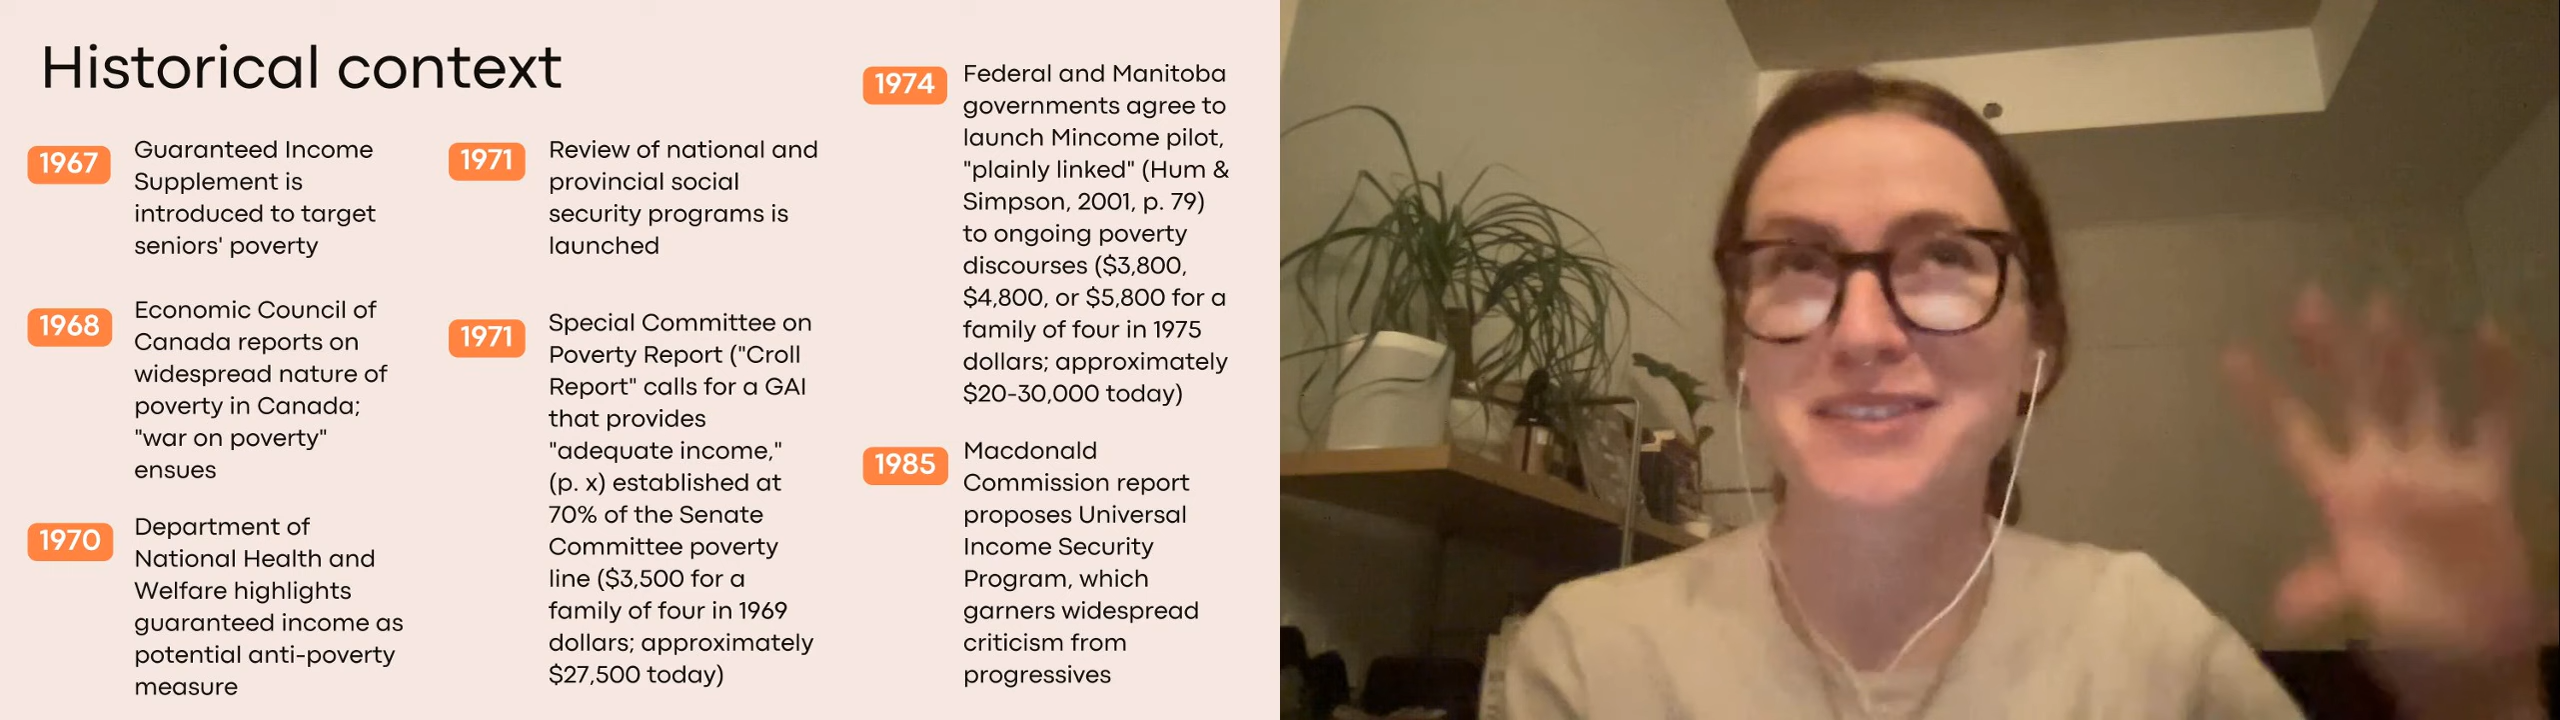 Historical context
1967
Guaranteed Income
Supplement is
introduced to target
seniors' poverty
1968
Economic Council of
Canada reports on
widespread nature of
poverty in Canada;
"war on poverty"
ensues
1970
Department of
National Health and
Welfare highlights
guaranteed income as
potential anti-poverty
measure
1971
Review of national and
provincial social
security programs is
launched
1971
Special Committee on
Poverty Report ("Croll
Report" calls for a GAI
that provides
"adequate income,"
(p. x) established at
70% of the Senate
Committee poverty
line ($3,500 for a
family of four in 1969
dollars; approximately
$27,500 today)
1974
Federal and Manitoba
governments agree to
launch Mincome pilot,
"plainly linked" (Hum &
Simpson, 2001, p. 79)
to ongoing poverty
discourses ($3,800,
$4,800, or $5,800 for a
family of four in 1975
dollars; approximately
$20-30,000 today)
1985
Macdonald
Commission report
proposes Universal
Income Security
Program, which
garners widespread
criticism from
progressives